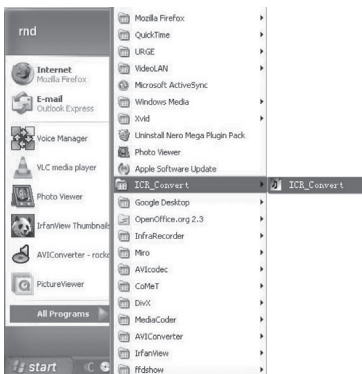 rnd
Internet
Mozilla Firefox
E-mail
Outlook Express
Voice Manager
VLC media player
Photo Viewer
IrfanView Thumbnails
AVIConverter - rocko
PictureViewer
All Programs
start
Mozilla Firefox
QuickTime
URGE
VideoLAN
Microsoft ActiveSync
Windows Media
Xvid
Uninstall Nero Mega Plugin Pack
Photo Viewer
Apple Software Update
ICR_Convert
Google Desktop
OpenOffice.org 2.3
InfraRecorder
Miro
AVIcodec
CoMeT
DivX
MediaCoder
AVIConverter
IrfanView
ffdshow
ICR_Convert